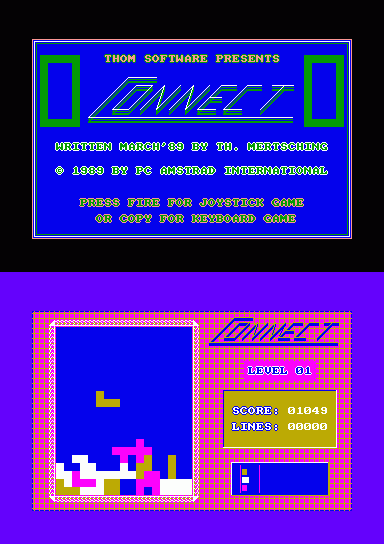 THOM SOFTWARE PRESENTS
CONNECT
WRITTEN MARCH'89 BY TH. MERTSCHING
© 1989 BY PC AMSTRAD INTERNATIONAL
PRESS FIRE FOR JOYSTICK GAME
OR COPY FOR KEYBOARD GAME
CONNECT
LEVEL 01
SCORE: 01049
LINES: 00000